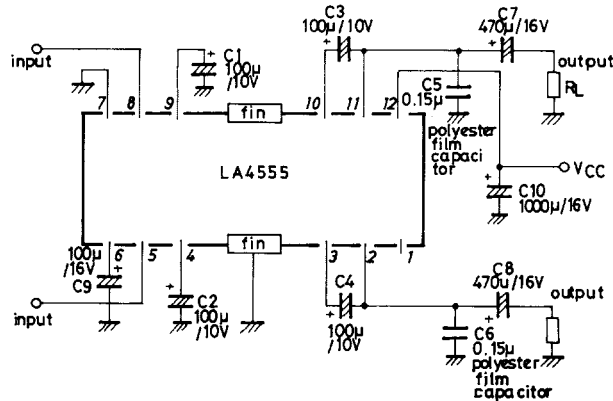 C3
100μ/10V
C7
470μ/16V
input
C1
100μ
/10V
output
RL
C5
0.15μ
polyester
film
capaci
tor
7
8
9
fin
10
11
12
VCC
C10
1000μ/16V
LA4555
100μ
/16V
C9
6
5
4
fin
3
2
1
C2
100μ
/10V
C4
100μ
/10V
C8
470μ/16V
output
C6
0.15μ
polyester
film
capacitor
input